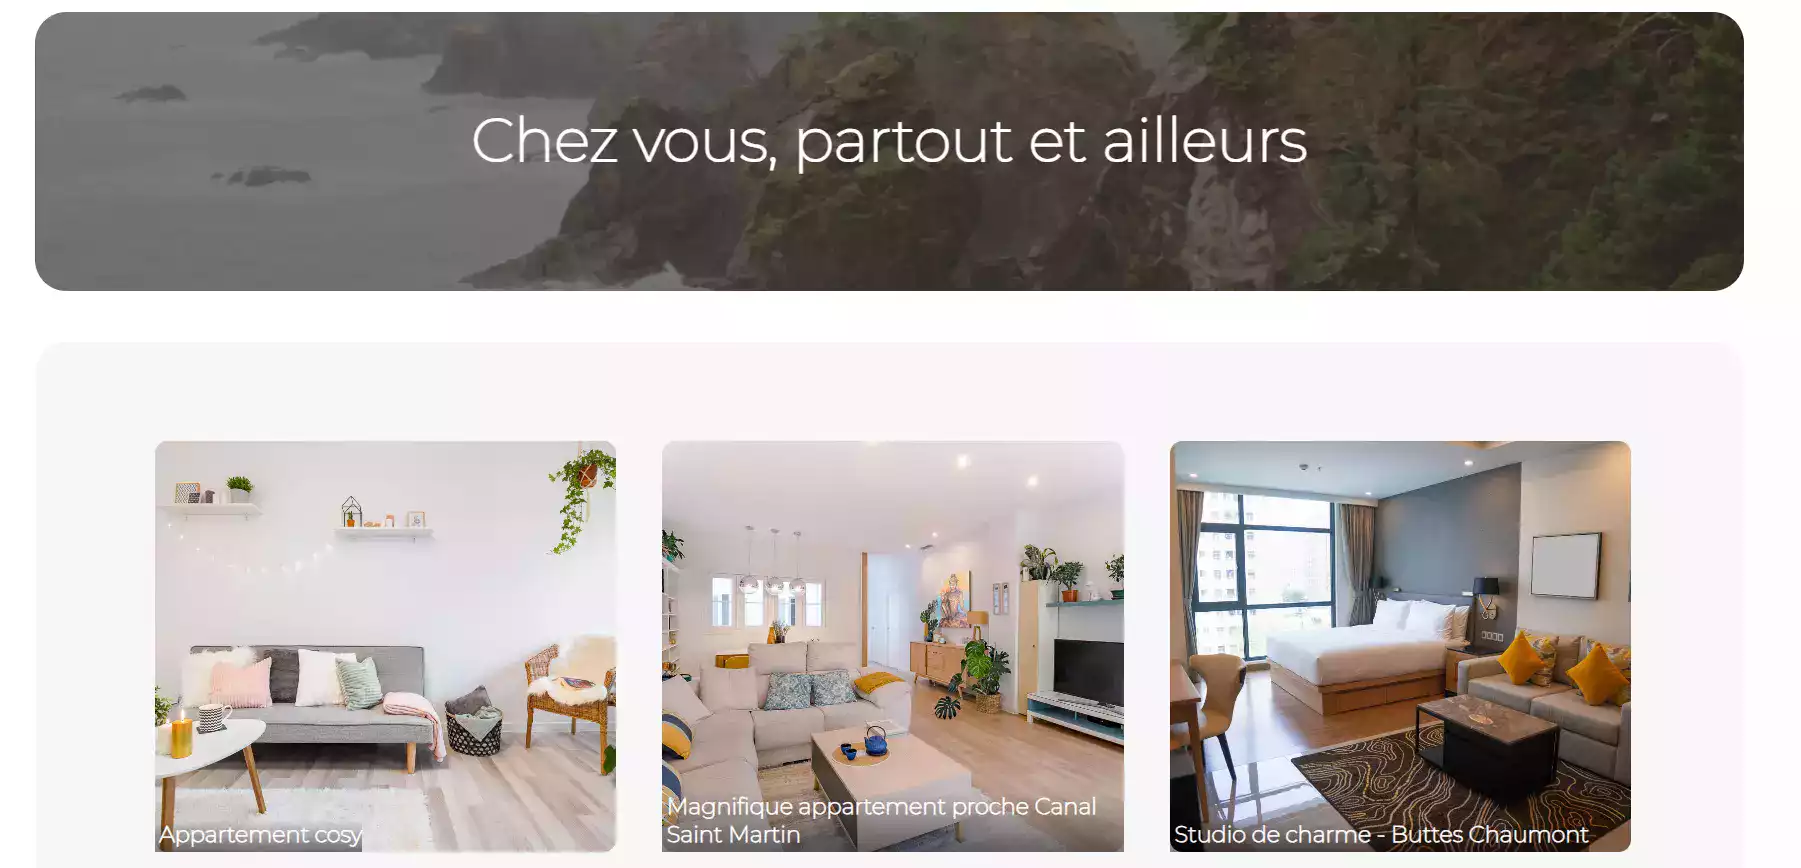 Chez vous, partout et ailleurs
Appartement cosy
Magnifique appartement proche Canal
Saint Martin
Studio de charme - Buttes Chaumont